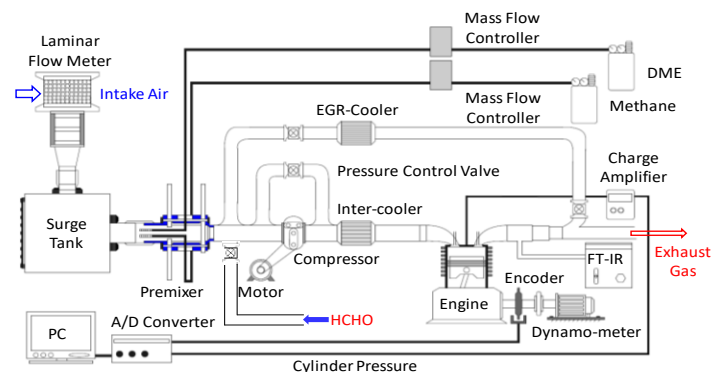 Laminar
Flow Meter
Intake Air
Mass Flow
Controller
DME
Mass Flow
Controller
Methane
EGR-Cooler
Pressure Control Valve
Charge
Amplifier
Surge
Tank
Inter-cooler
Compressor
Exhaust
Gas
FT-IR
Premixer
Motor
Engine
Encoder
HCHO
Dynamo-meter
PC
A/D Converter
Cylinder Pressure